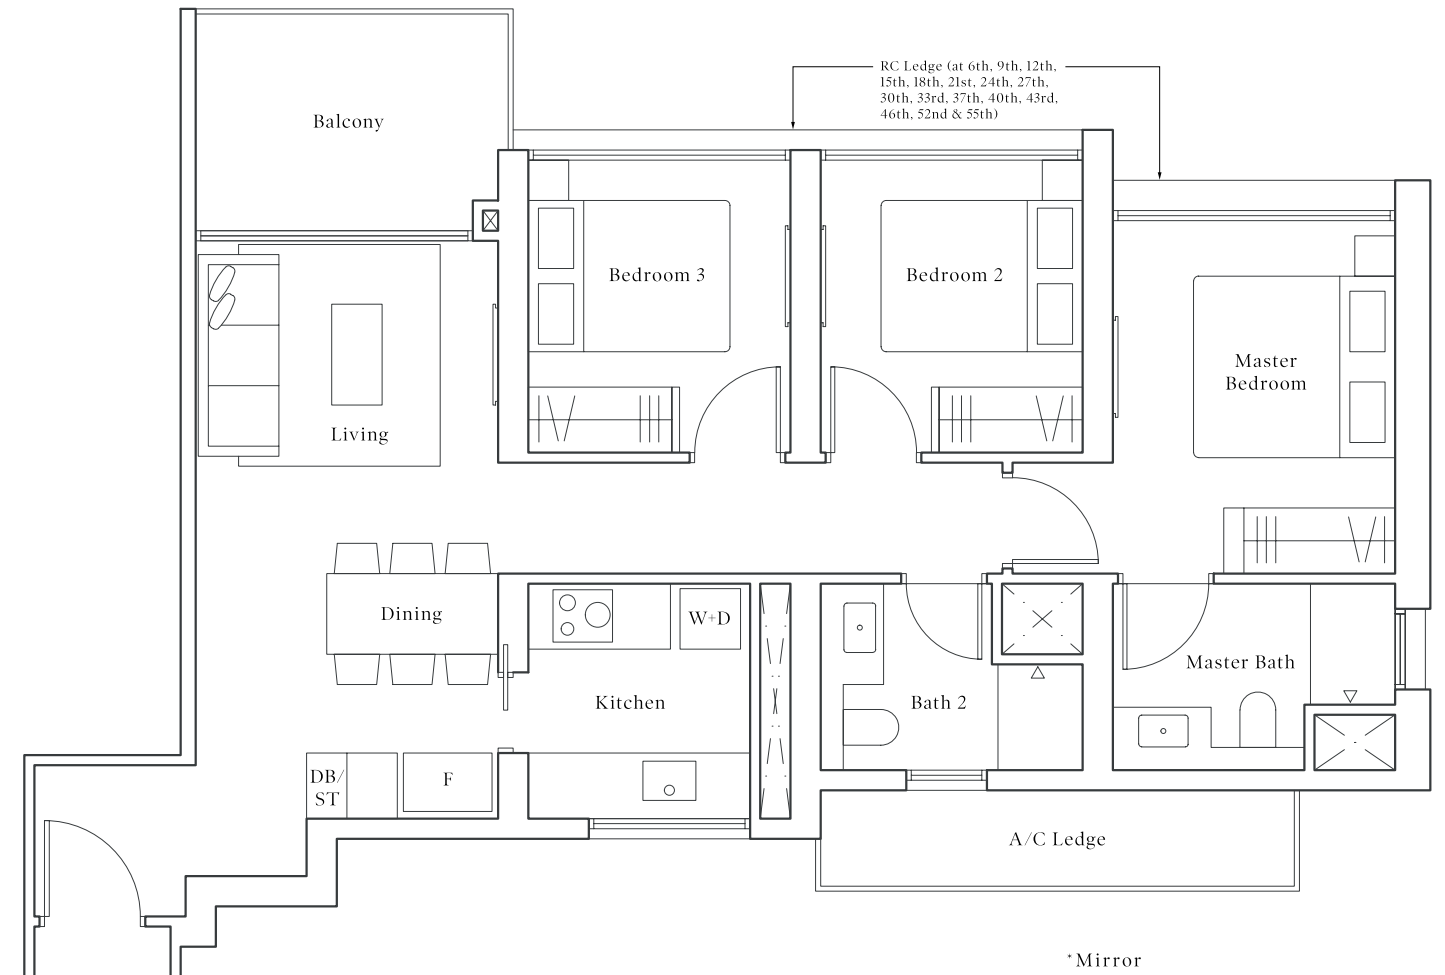 RC Ledge (at 6th, 9th, 12th,
15th, 18th, 21st, 24th, 27th,
30th, 33rd, 37th, 40th, 43rd,
46th, 52nd & 55th)
Balcony
Bedroom 3
Bedroom 2
Master
Bedroom
Living
Dining
W+D
Kitchen
Bath 2
Master Bath
DB/
ST
F
A/C Ledge
*Mirror